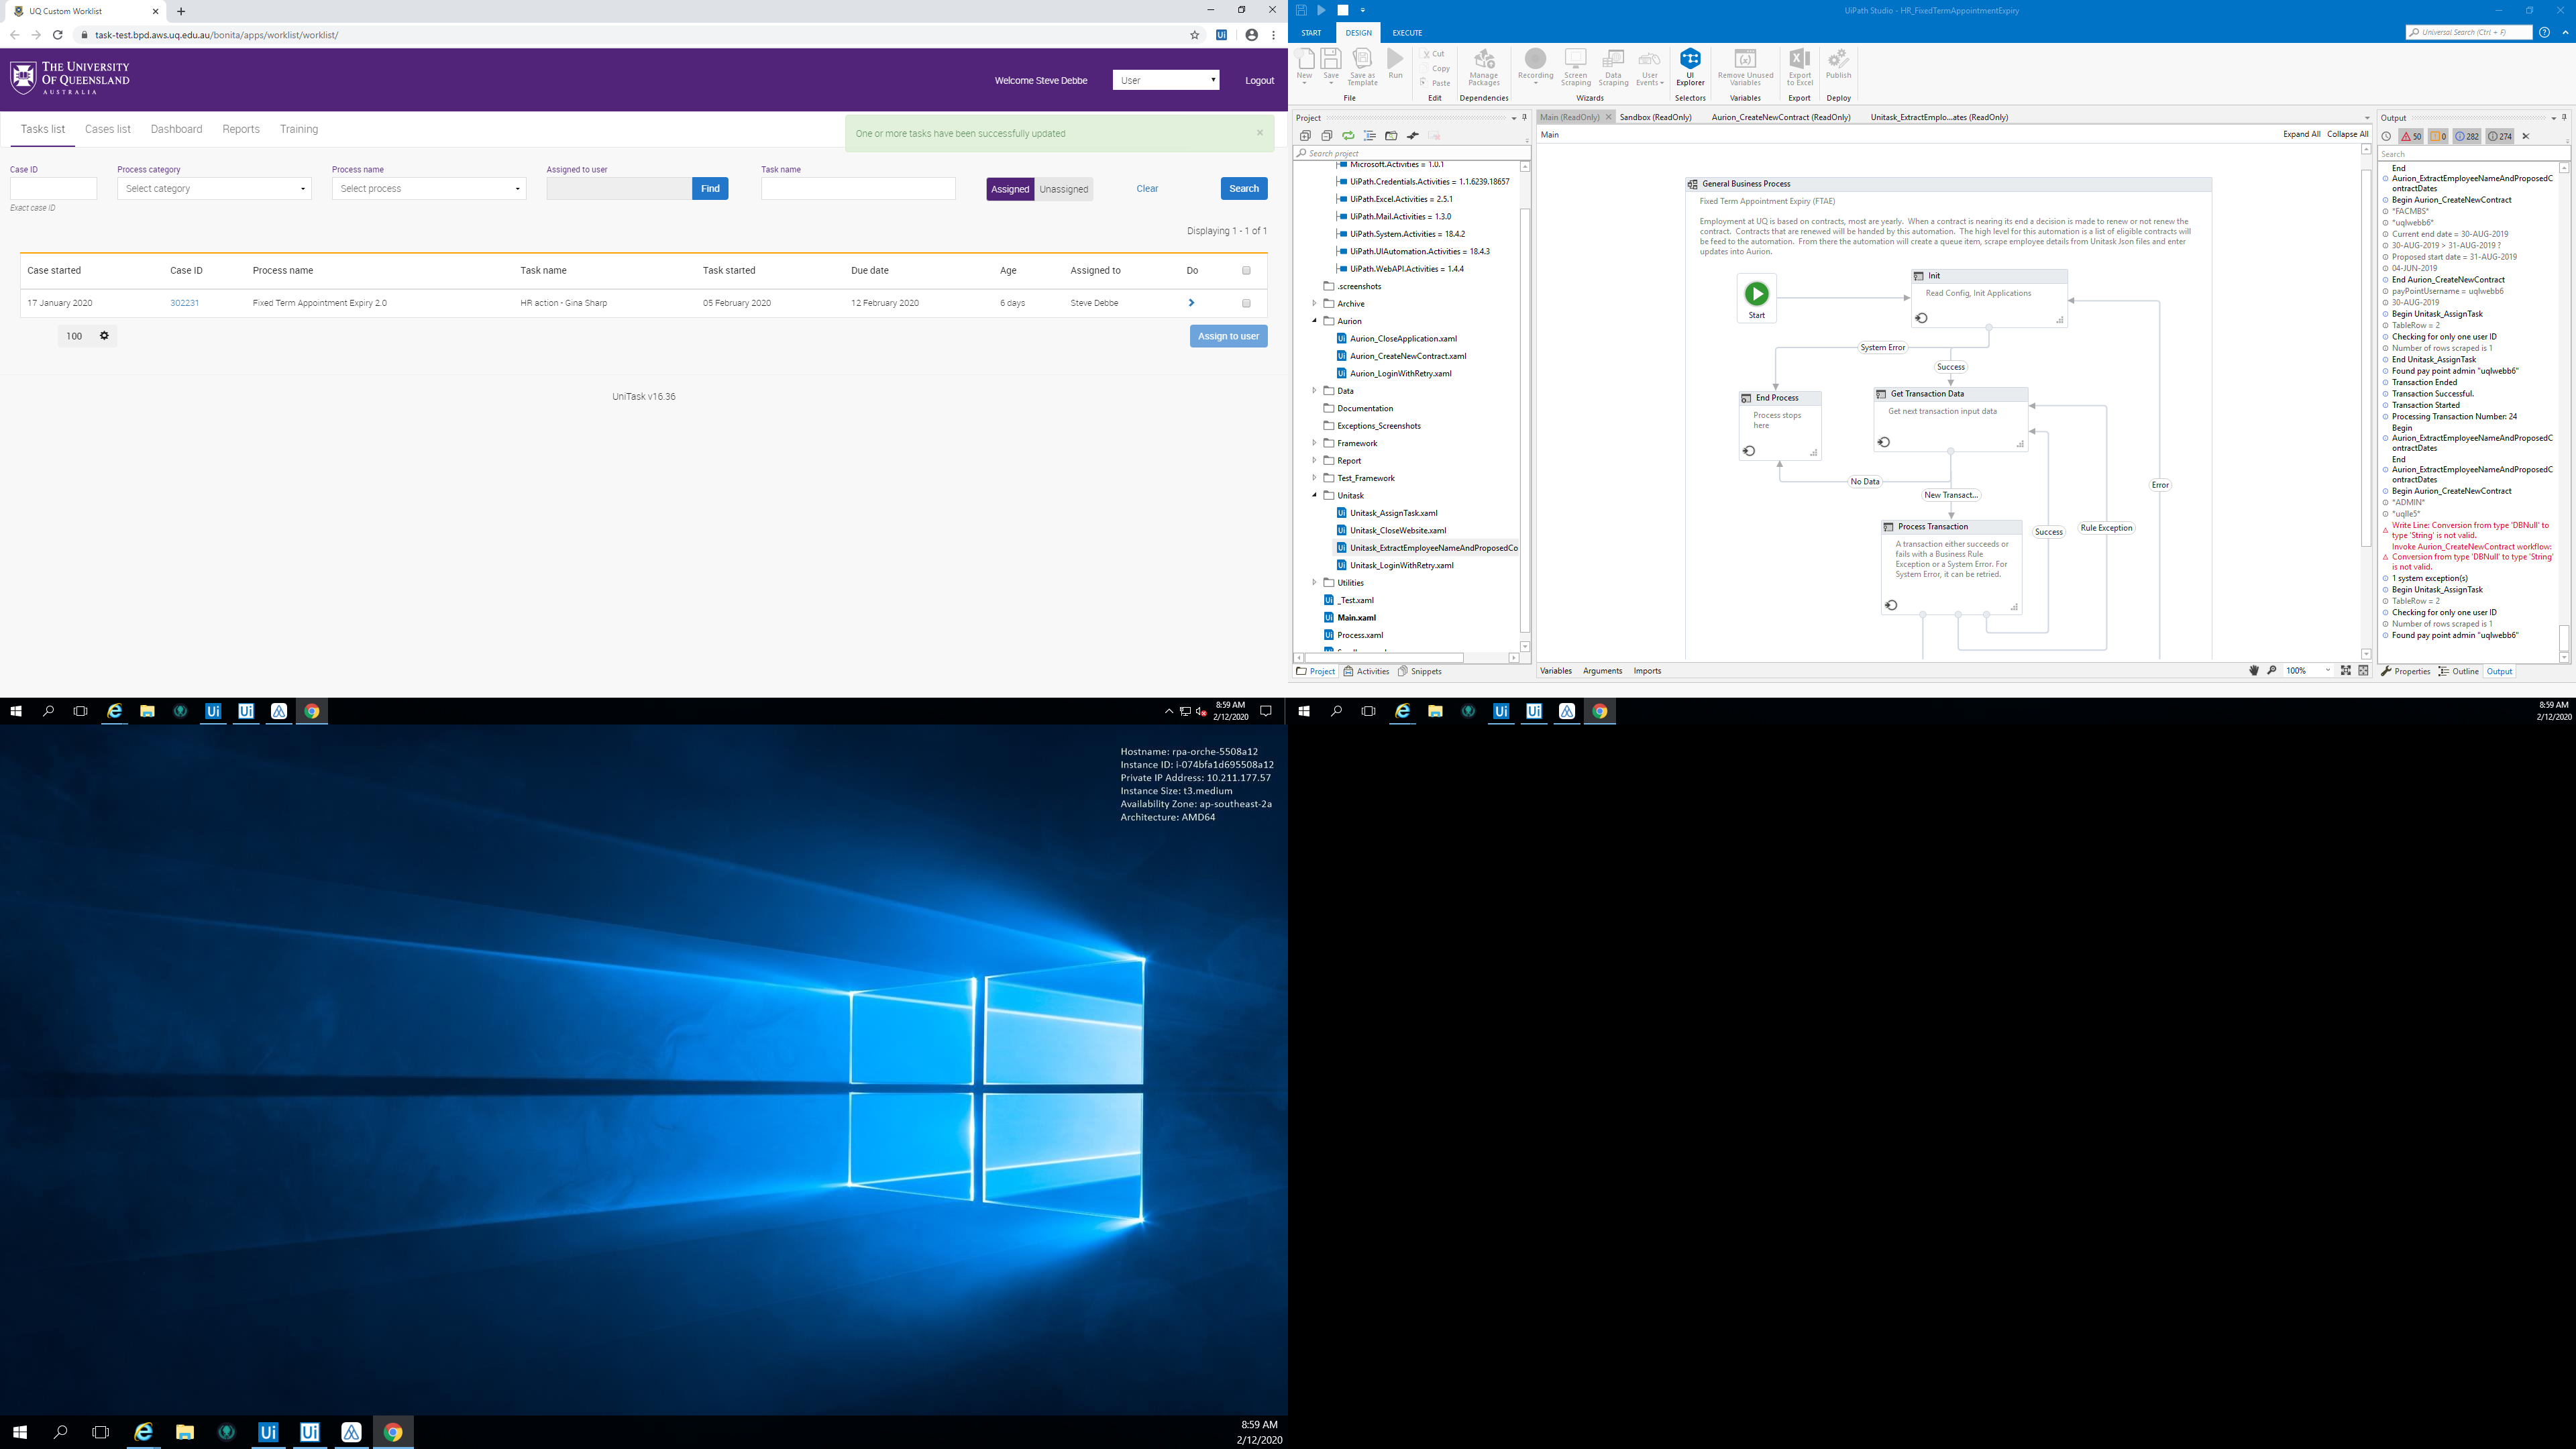 UQ Custom Worklist
task-test.bpd.aws.uq.edu.au/bonita/apps/worklist/worklist/
THE UNIVERSITY
OF QUEENSLAND
AUSTRALIA
Welcome Steve Debbe
User
Logout
Tasks list
Cases list
Dashboard
Reports
Training
One or more tasks have been successfully updated
Case ID
Process category
Process name
Assigned to user
Task name
Select category
Select process
Find
Assigned
Unassigned
Clear
Search
Exact case ID
Displaying 1 - 1 of 1
Case started
Case ID
Process name
Task name
Task started
Due date
Age
Assigned to
Do
17 January 2020
302231
Fixed Term Appointment Expiry 2.0
HR action - Gina Sharp
05 February 2020
12 February 2020
6 days
Steve Debbe
100
Assign to user
UniTask v16.36
8:59 AM
2/12/2020
UiPath Studio - HR_FixedTermAppointmentExpiry
START
DESIGN
EXECUTE
Universal Search (Ctrl + F)
New
Save
Save as
Template
Run
Cut
Copy
Paste
Manage
Packages
Recording
Screen
Scraping
Data
Scraping
User
Events
UI
Explorer
Remove Unused
Variables
Export
to Excel
Publish
File
Edit
Dependencies
Wizards
Selectors
Variables
Export
Deploy
Project
Search project
Microsoft.Activities = 1.0.1
UiPath.Credentials.Activities = 1.1.6239.18657
UiPath.Excel.Activities = 2.5.1
UiPath.Mail.Activities = 1.3.0
UiPath.System.Activities = 18.4.2
UiPath.UIAutomation.Activities = 18.4.3
UiPath.WebAPI.Activities = 1.4.4
.screenshots
Archive
Aurion
Aurion_CloseApplication.xaml
Aurion_CreateNewContract.xaml
Aurion_LoginWithRetry.xaml
Data
Documentation
Exceptions_Screenshots
Framework
Report
Test_Framework
Unitask
Unitask_AssignTask.xaml
Unitask_CloseWebsite.xaml
Unitask_ExtractEmployeeNameAndProposedCo
Unitask_LoginWithRetry.xaml
Utilities
_Test.xaml
Main.xaml
Process.xaml
Project
Activities
Snippets
Main (ReadOnly)
Sandbox (ReadOnly)
Aurion_CreateNewContract (ReadOnly)
Unitask_ExtractEmplo...ates (ReadOnly)
Main
Expand All
Collapse All
General Business Process
Fixed Term Appointment Expiry (FTAE)
Employment at UQ is based on contracts, most are yearly. When a contract is nearing its end a decision is made to renew or not renew the
contract. Contracts that are renewed will be handed by this automation. The high level for this automation is a list of eligible contracts will
be feed to the automation. From there the automation will create a queue item, scrape employee details from Unitask Json files and enter
updates into Aurion.
Start
Init
Read Config, Init Applications
System Error
Success
End Process
Process stops
here
Get Transaction Data
Get next transaction input data
No Data
New Transact...
Error
Process Transaction
A transaction either succeeds or
fails with a Business Rule
Exception or a System Error. For
System Error, it can be retried.
Success
Rule Exception
Variables
Arguments
Imports
100%
Output
50
0
282
274
Search
End
Aurion_ExtractEmployeeNameAndProposedC
ontractDates
Begin Aurion_CreateNewContract
*FACMBS*
*uqlwebb6*
Current end date = 30-AUG-2019
30-AUG-2019 > 31-AUG-2019 ?
Proposed start date = 31-AUG-2019
04-JUN-2019
End Aurion_CreateNewContract
payPointUsername = uqlwebb6
30-AUG-2019
Begin Unitask_AssignTask
TableRow = 2
Checking for only one user ID
Number of rows scraped is 1
End Unitask_AssignTask
Found pay point admin "uqlwebb6"
Transaction Ended
Transaction Successful.
Transaction Started
Processing Transaction Number: 24
Begin
Aurion_ExtractEmployeeNameAndProposedC
ontractDates
End
Aurion_ExtractEmployeeNameAndProposedC
ontractDates
Begin Aurion_CreateNewContract
*ADMIN*
*uqlle5*
Write Line: Conversion from type 'DBNull' to
type 'String' is not valid.
Invoke Aurion_CreateNewContract workflow:
Conversion from type 'DBNull' to type 'String'
is not valid.
1 system exception(s)
Begin Unitask_AssignTask
TableRow = 2
Checking for only one user ID
Number of rows scraped is 1
Found pay point admin "uqlwebb6"
Properties
Outline
Output
8:59 AM
2/12/2020
Hostname: rpa-orche-5508a12
Instance ID: i-074bfa1d695508a12
Private IP Address: 10.211.177.57
Instance Size: t3.medium
Availability Zone: ap-southeast-2a
Architecture: AMD64
8:59 AM
2/12/2020